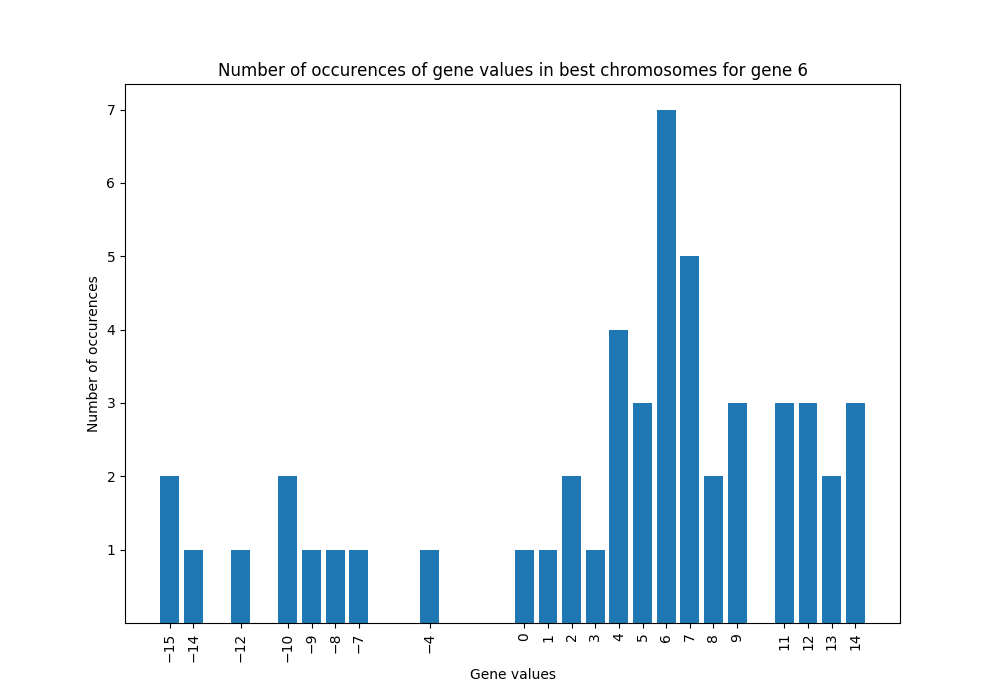 Number of occurences of gene values in best chromosomes for gene 6
7
6
5
4
3
2
1
Number of occurences
−15 −14 −12 −10 −9 −8 −7 −4 0 1 2 3 4 5 6 7 8 9 11 12 13 14
Gene values